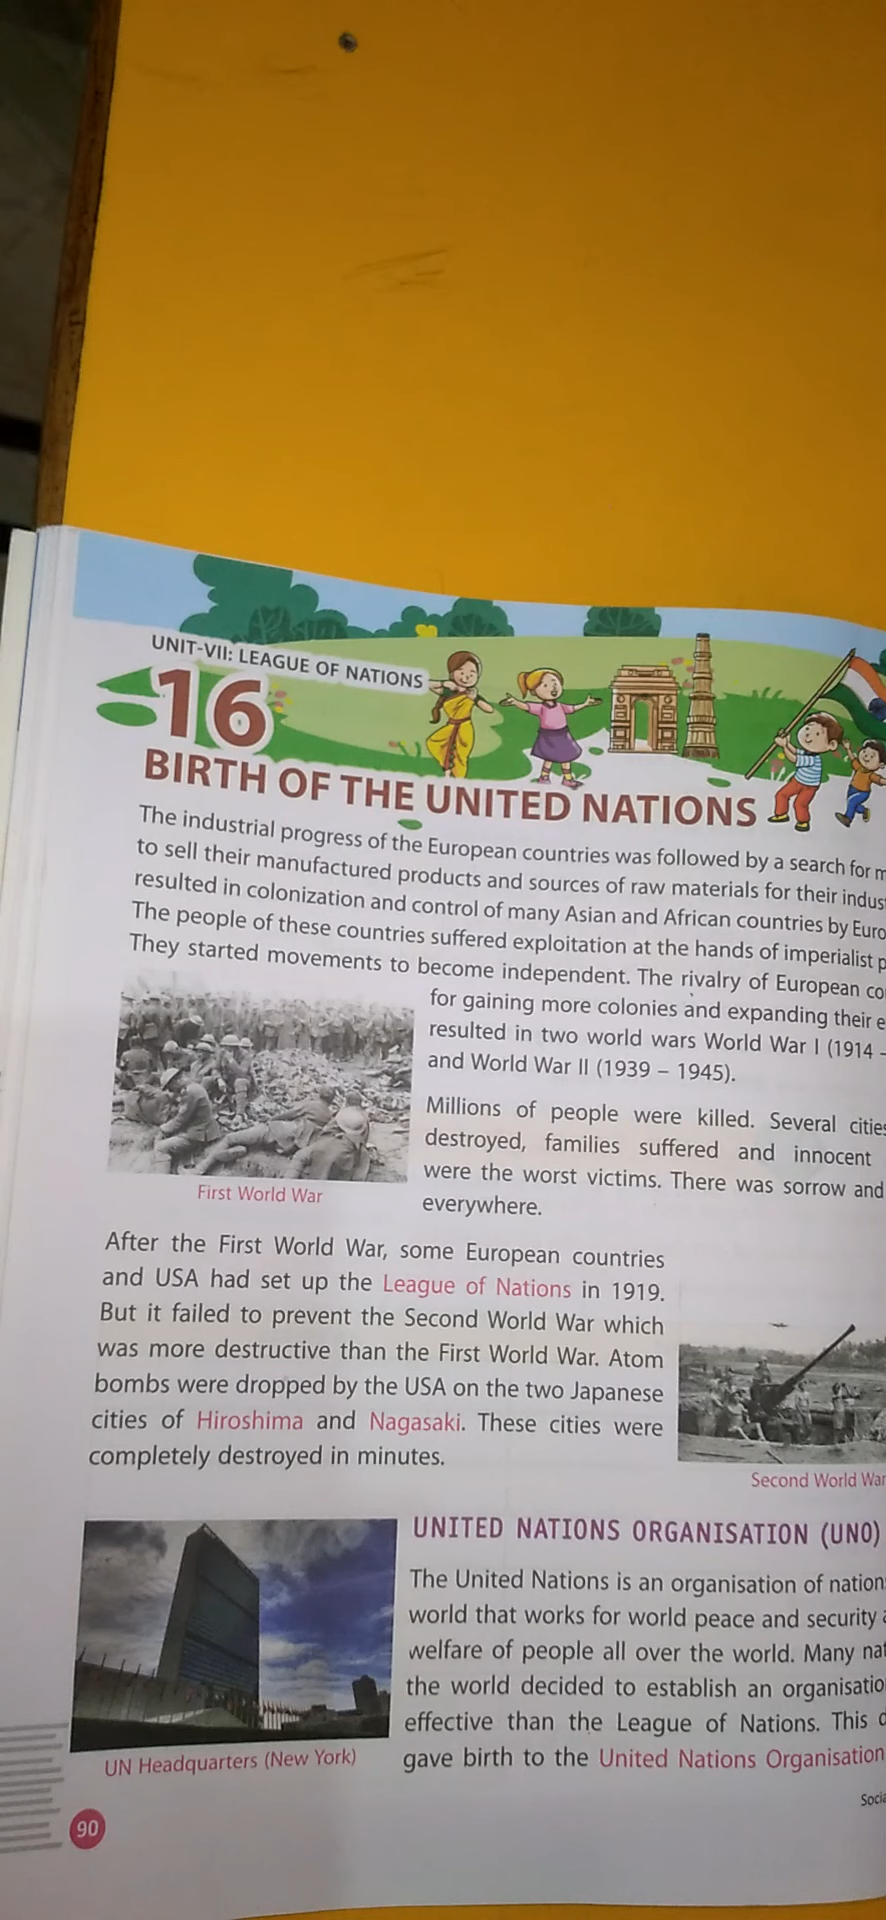 UNIT-VII: LEAGUE OF NATIONS
16
BIRTH OF THE UNITED NATIONS
The industrial progress of the European countries was followed by a search for
to sell their manufactured products and sources of raw materials for their
resulted in colonization and control of many Asian and African countries by
The people of these countries suffered exploitation at the hands of imperialist
They started movements to become independent. The rivalry of European
for gaining more colonies and expanding their
resulted in two world wars World War I (1914 –
and World War II (1939 – 1945).
Millions of people were killed. Several
destroyed, families suffered and innocent
were the worst victims. There was sorrow and
everywhere.
First World War
After the First World War, some European countries
and USA had set up the League of Nations in 1919.
But it failed to prevent the Second World War which
was more destructive than the First World War. Atom
bombs were dropped by the USA on the two Japanese
cities of Hiroshima and Nagasaki. These cities were
completely destroyed in minutes.
Second World War
UNITED NATIONS ORGANISATION (UNO)
The United Nations is an organisation of
world that works for world peace and security
welfare of people all over the world. Many
the world decided to establish an
effective than the League of Nations. This
gave birth to the United Nations Organisation
UN Headquarters (New York)
90